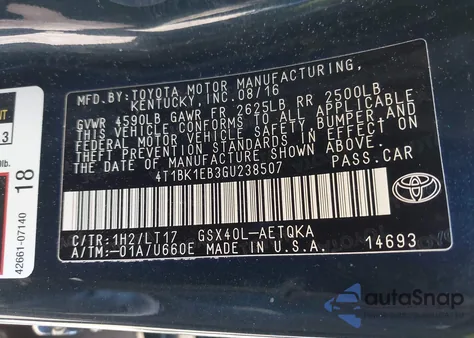 MFD.BY:TOYOTA MOTOR MANUFACTURING,
KENTUCKY, INC. 08/16
GVWR 4590LB GAWR FR 2625LB RR 2500LB
THIS VEHICLE CONFORMS TO ALL APPLICABLE
FEDERAL MOTOR VEHICLE SAFETY, BUMPER, AND
THEFT PREVENTION STANDARDS IN EFFECT ON
THE DATE OF MANUFACTURE SHOWN ABOVE.
4T1BK1EB3GU238507 PASS.CAR
TOYOTA
C/TR:1H2/LT17 GSX40L-AETQKA
A/TM:-01A/U660E MADE IN U.S.A. 14693
18
42661-07140
autoSnap